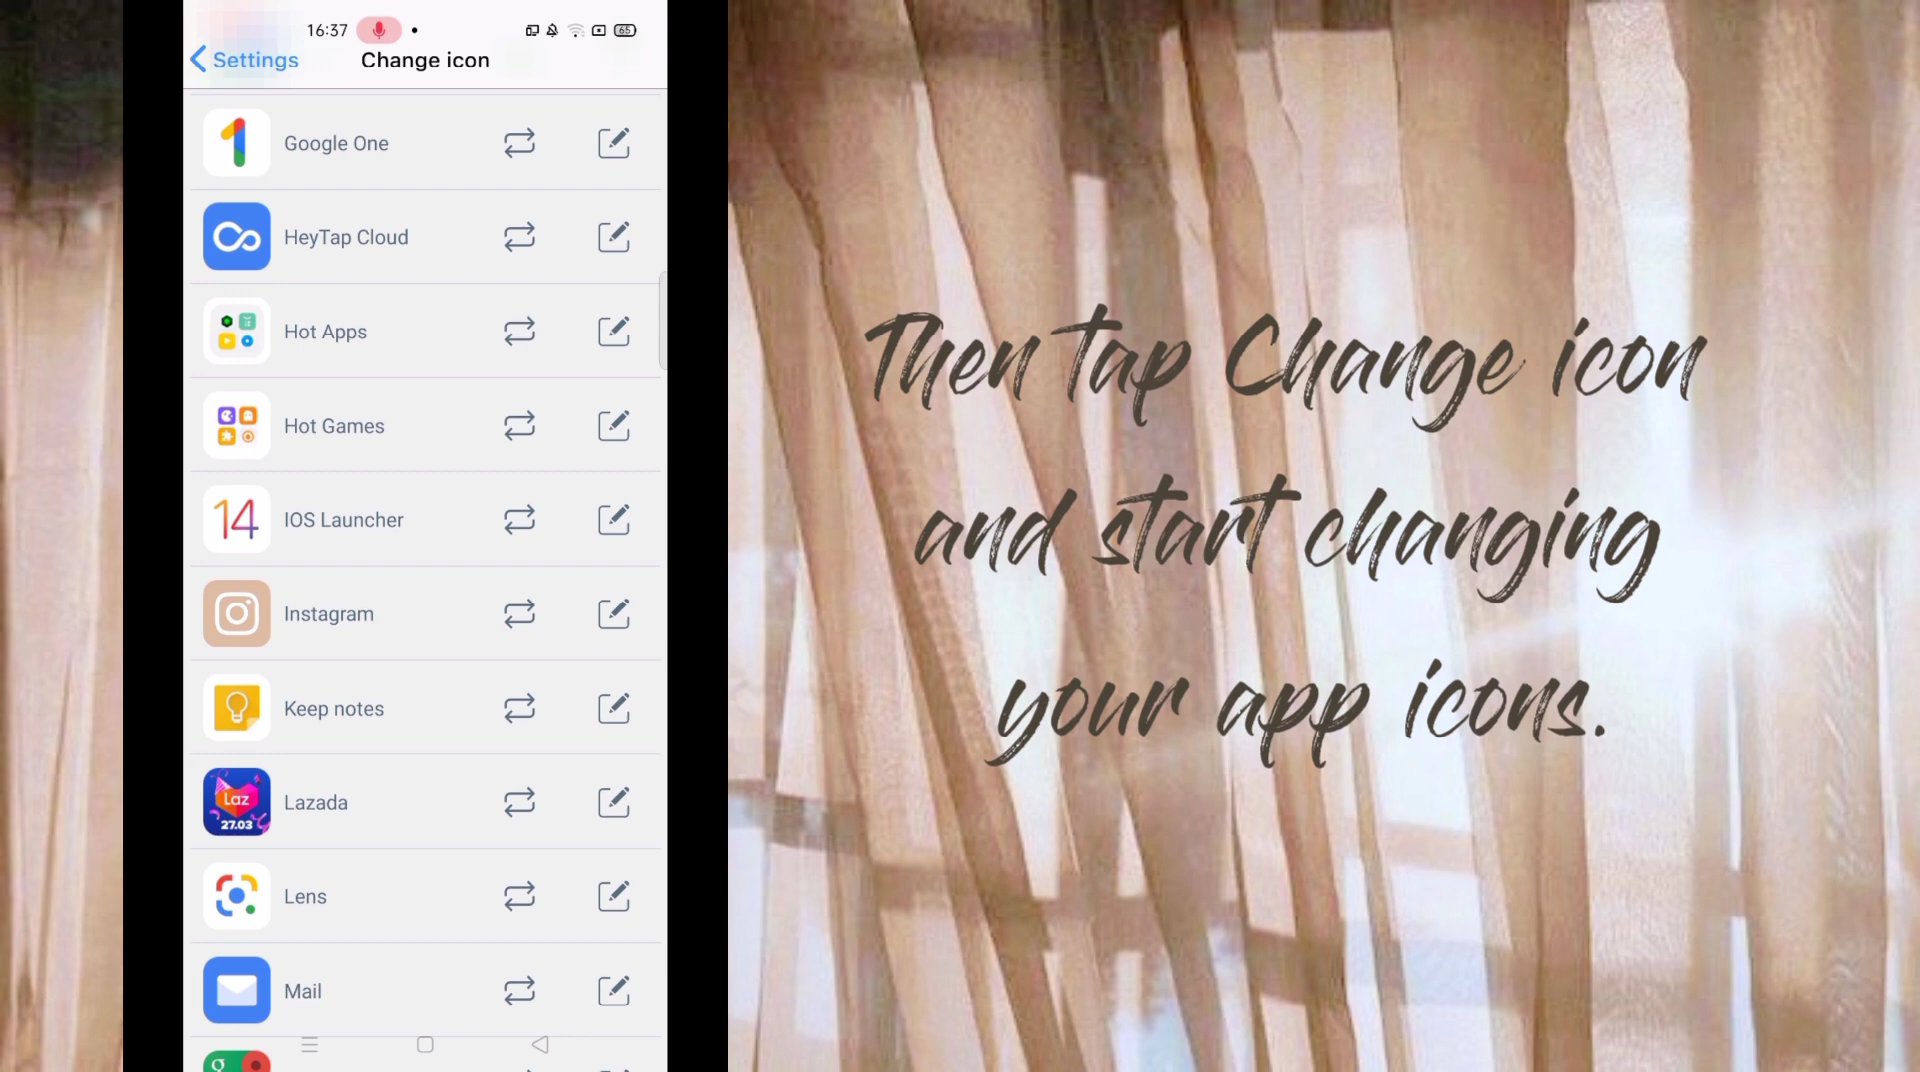 16:37
65
Settings
Change icon
Google One
HeyTap Cloud
Hot Apps
Hot Games
14
IOS Launcher
Instagram
Keep notes
Laz
27.03
Lazada
Lens
Mail
g
Then tap Change icon
and start changing
your app icons.